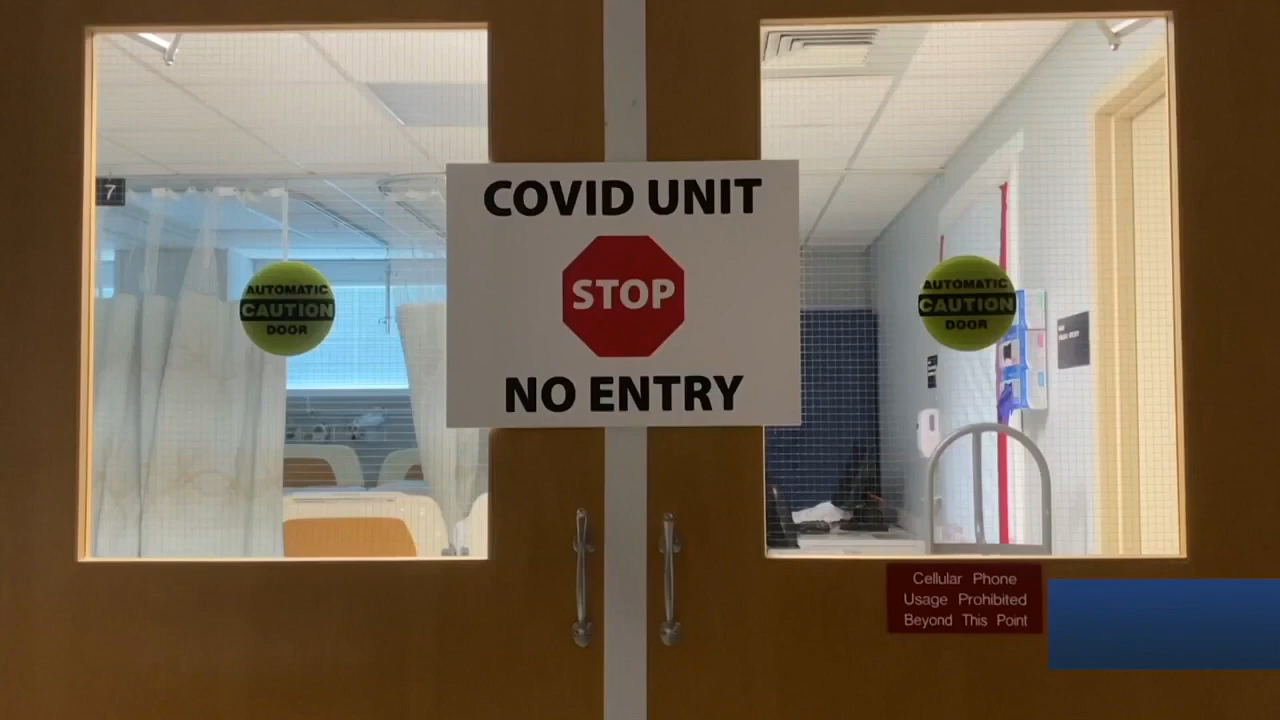 7
COVID UNIT
STOP
NO ENTRY
AUTOMATIC
CAUTION
DOOR
AUTOMATIC
CAUTION
DOOR
Cellular Phone
Usage Prohibited
Beyond This Point